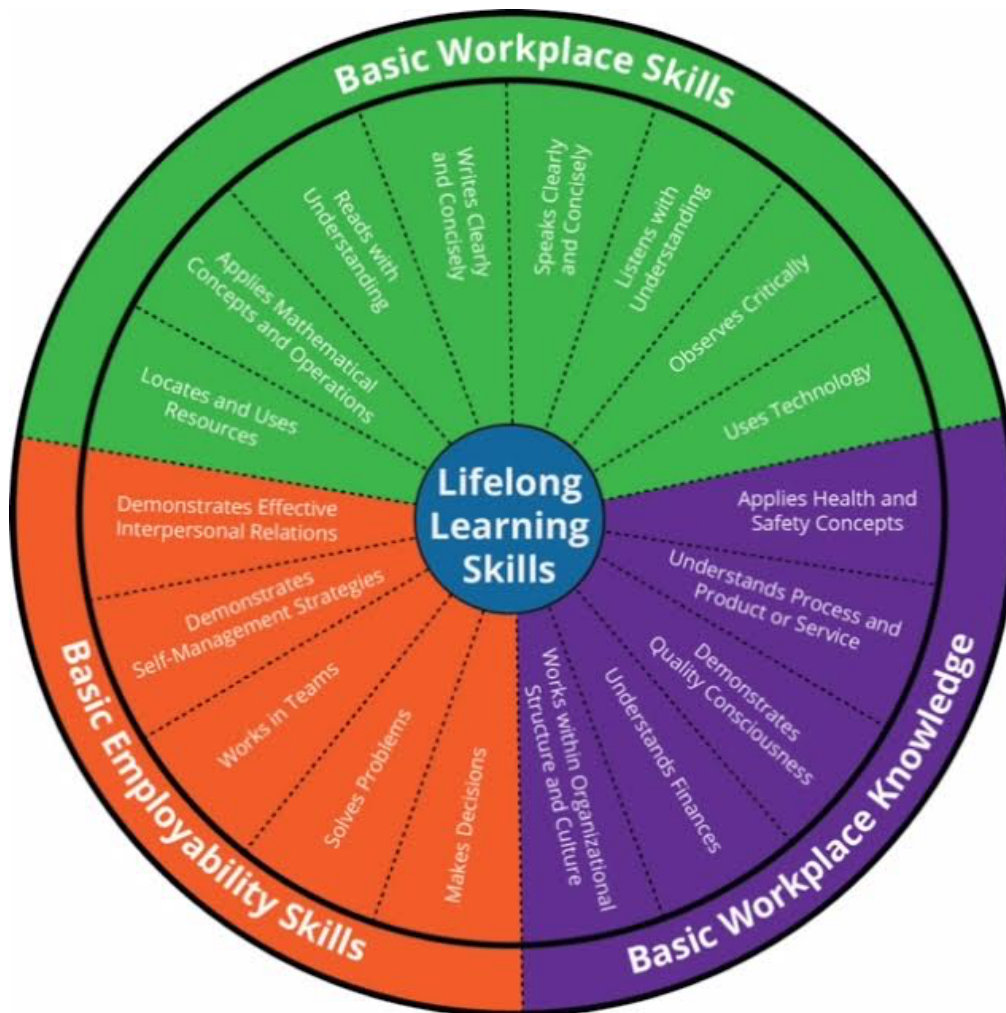 Basic Workplace Skills
Locates and Uses
Resources
Applies Mathematical
Concepts and Operations
Reads with
Understanding
Writes Clearly
and Concisely
Speaks Clearly
and Concisely
Listens with
Understanding
Observes Critically
Uses Technology
Lifelong
Learning
Skills
Basic Workplace Knowledge
Applies Health and
Safety Concepts
Understands Process and
Product or Service
Demonstrates
Quality Consciousness
Understands Finances
Works within Organizational
Structure and Culture
Basic Employability Skills
Demonstrates Effective
Interpersonal Relations
Demonstrates
Self-Management Strategies
Works in Teams
Solves Problems
Makes Decisions